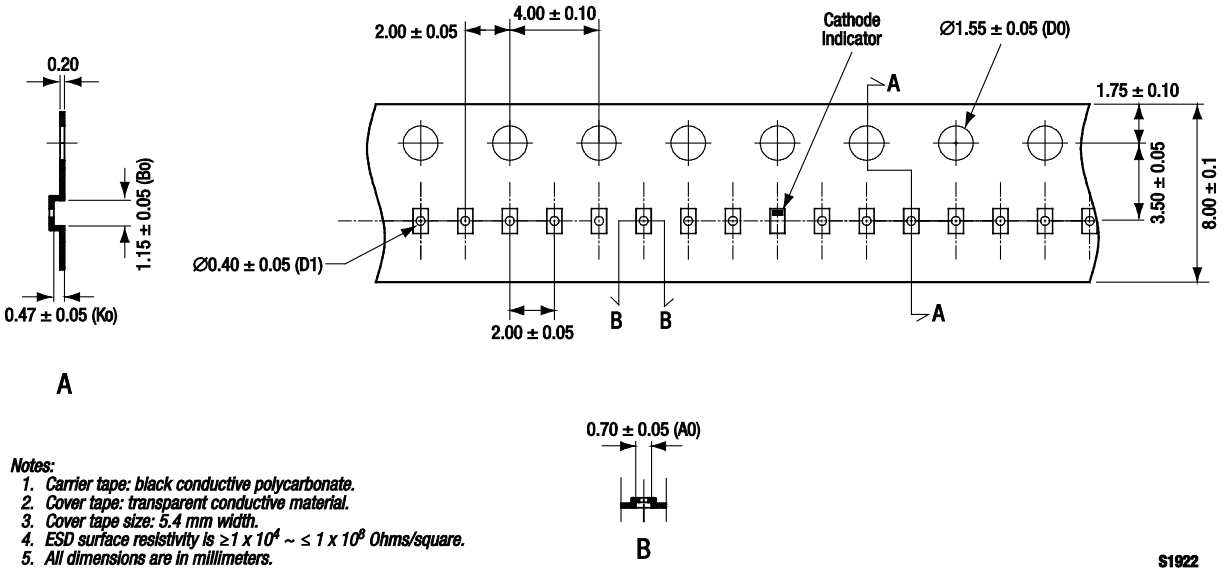 4.00 ± 0.10
2.00 ± 0.05
Cathode
Indicator
Ø1.55 ± 0.05 (D0)
0.20
A
1.75 ± 0.10
1.15 ± 0.05 (Bo)
3.50 ± 0.05
8.00 ± 0.1
Ø0.40 ± 0.05 (D1)
0.47 ± 0.05 (Ko)
2.00 ± 0.05
B
B
A
A
0.70 ± 0.05 (A0)
B
Notes:
1. Carrier tape: black conductive polycarbonate.
2. Cover tape: transparent conductive material.
3. Cover tape size: 5.4 mm width.
4. ESD surface resistivity is ≥1 x 10⁴ ~ ≤ 1 x 10⁸ Ohms/square.
5. All dimensions are in millimeters.
S1922